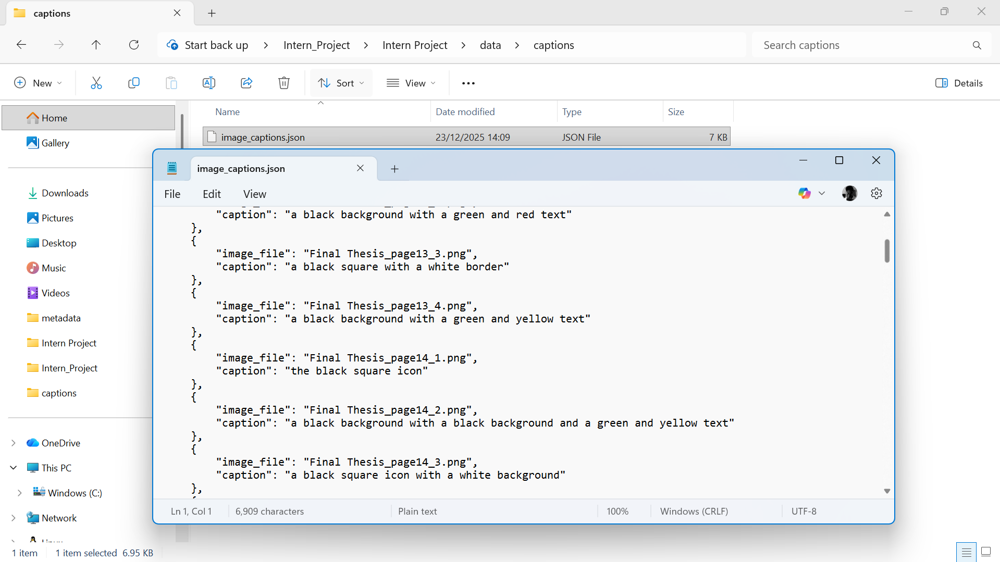 captions
Start back up > Intern_Project > Intern Project > data > captions
Search captions
New
Sort
View
Details
Name
Date modified
Type
Size
image_captions.json
23/12/2025 14:09
JSON File
7 KB
Home
Gallery
Downloads
Pictures
Desktop
Music
Videos
metadata
Intern Project
Intern_Project
captions
OneDrive
This PC
Windows (C:)
Network
image_captions.json
File
Edit
View
"caption": "a black background with a green and red text"
},
{
"image_file": "Final Thesis_page13_3.png",
"caption": "a black square with a white border"
},
{
"image_file": "Final Thesis_page13_4.png",
"caption": "a black background with a green and yellow text"
},
{
"image_file": "Final Thesis_page14_1.png",
"caption": "the black square icon"
},
{
"image_file": "Final Thesis_page14_2.png",
"caption": "a black background with a black background and a green and yellow text"
},
{
"image_file": "Final Thesis_page14_3.png",
"caption": "a black square icon with a white background"
},
Ln 1, Col 1
6,909 characters
Plain text
100%
Windows (CRLF)
UTF-8
1 item
1 item selected 6.95 KB